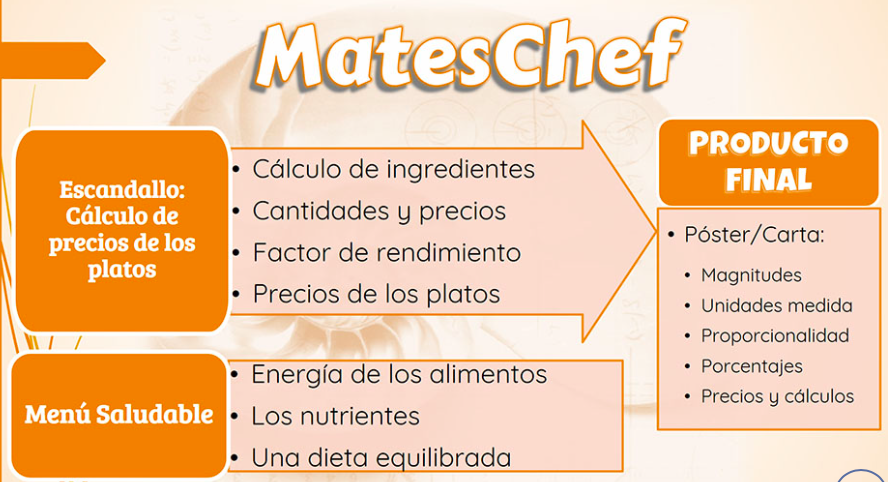 MatesChef
Escandallo:
Cálculo de
precios de los
platos
• Cálculo de ingredientes
• Cantidades y precios
• Factor de rendimiento
• Precios de los platos
Menú Saludable
• Energía de los alimentos
• Los nutrientes
• Una dieta equilibrada
PRODUCTO
FINAL
• Póster/Carta:
• Magnitudes
• Unidades medida
• Proporcionalidad
• Porcentajes
• Precios y cálculos